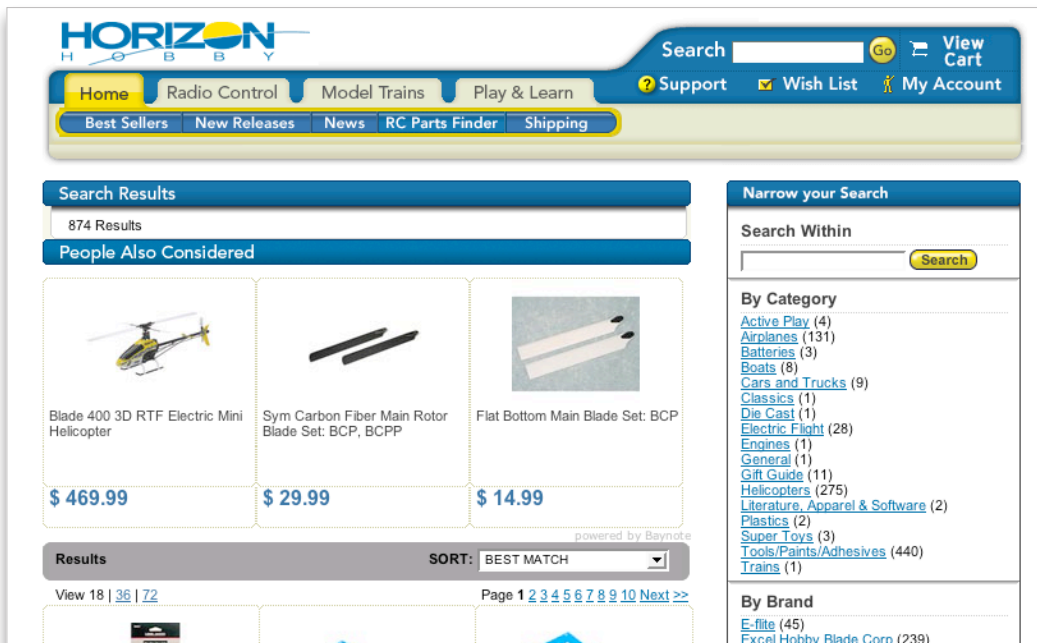 HORIZON
HOBBY
Search
Go
View Cart
Support
Wish List
My Account
Home
Radio Control
Model Trains
Play & Learn
Best Sellers
New Releases
News
RC Parts Finder
Shipping
Search Results
874 Results
People Also Considered
Blade 400 3D RTF Electric Mini
Helicopter
$ 469.99
Sym Carbon Fiber Main Rotor
Blade Set: BCP, BCPP
$ 29.99
Flat Bottom Main Blade Set: BCP
$ 14.99
powered by Baynote
Results
SORT: BEST MATCH
View 18 | 36 | 72
Page 1 2 3 4 5 6 7 8 9 10 Next >>
Narrow your Search
Search Within
Search
By Category
Active Play (4)
Airplanes (131)
Batteries (3)
Boats (8)
Cars and Trucks (9)
Classics (1)
Die Cast (1)
Electric Flight (28)
Engines (1)
General (1)
Gift Guide (11)
Helicopters (275)
Literature, Apparel & Software (2)
Plastics (2)
Super Toys (3)
Tools/Paints/Adhesives (440)
Trains (1)
By Brand
E-flite (45)
Excel Hobby Blade Corp (239)